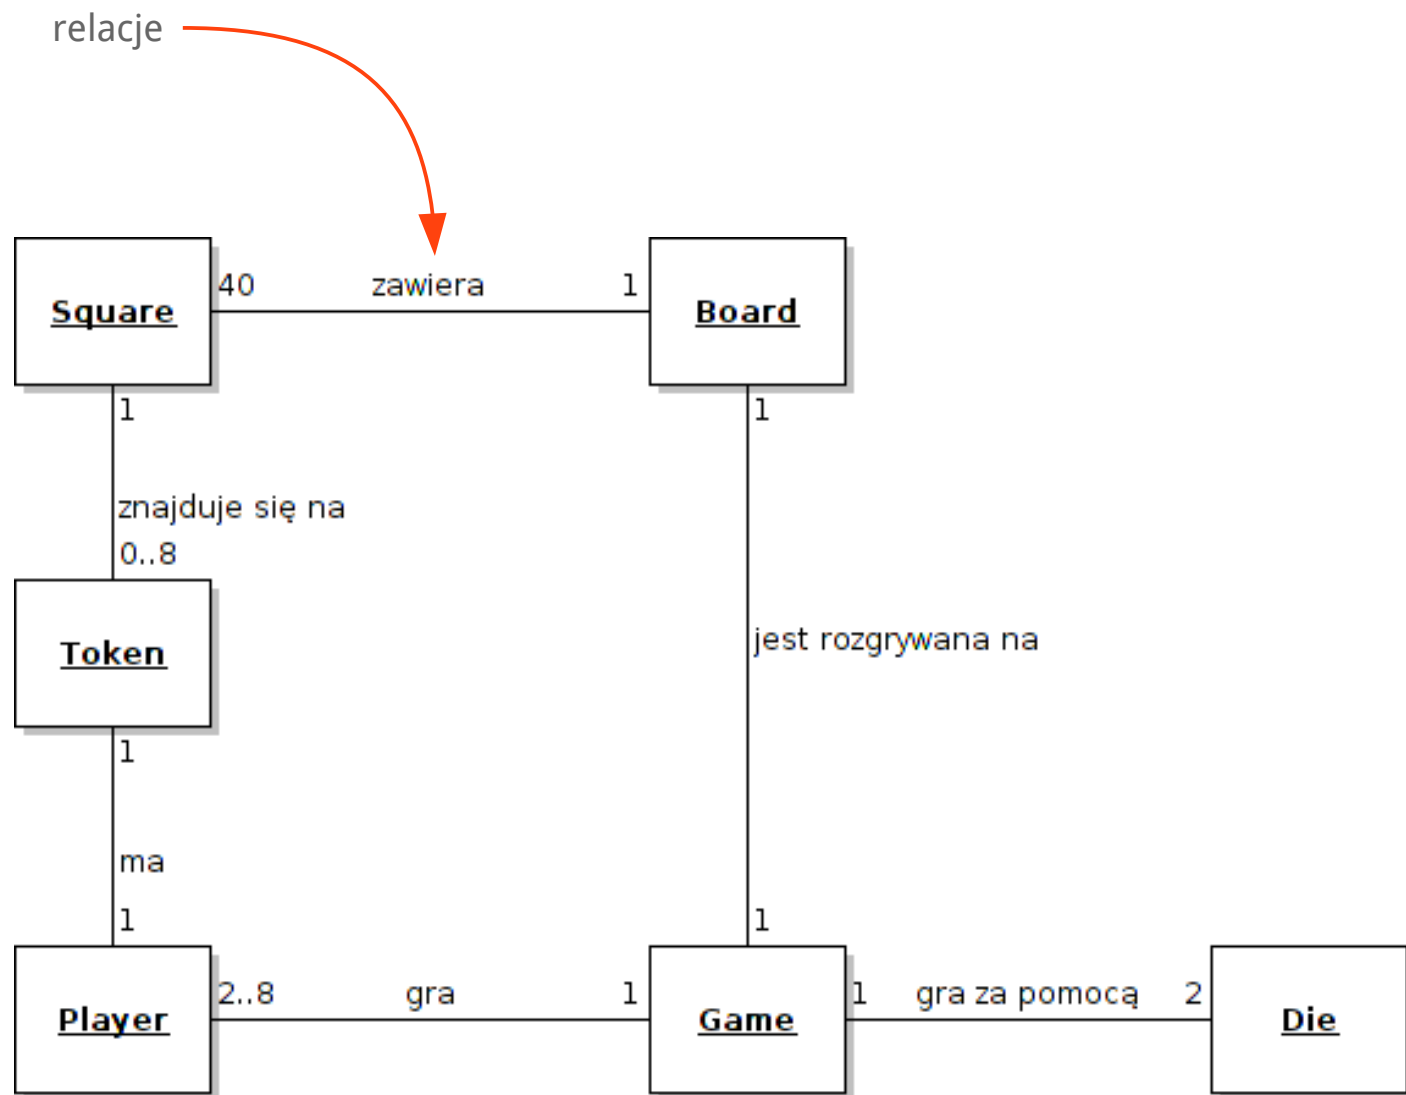 relacje
40 zawiera 1
Square
Board
1
1
znajduje się na
0..8
jest rozgrywana na
Token
1
ma
1
1
2..8 gra 1
1 gra za pomocą 2
Player
Game
Die